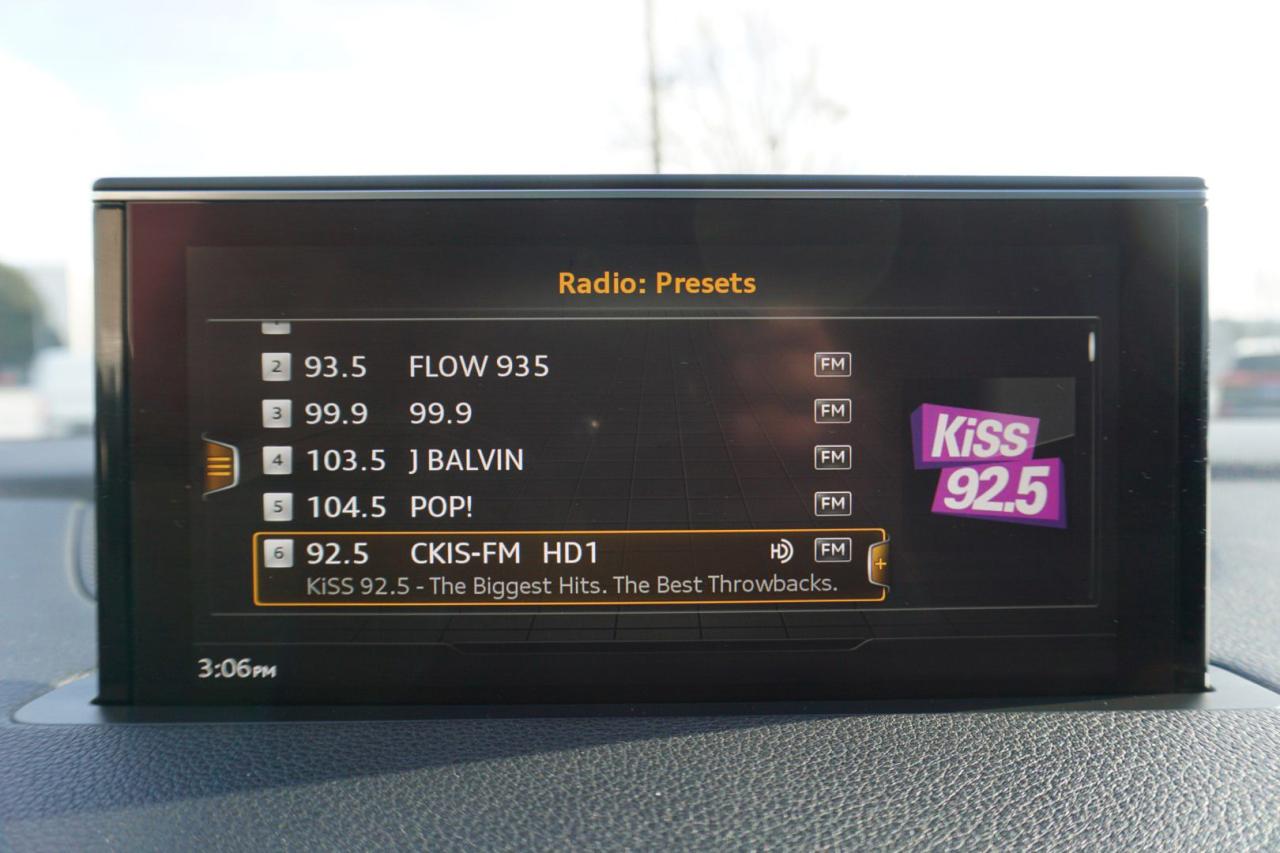 Radio: Presets
2 93.5 FLOW 935 FM
3 99.9 99.9 FM
4 103.5 J BALVIN FM
5 104.5 POP! FM
6 92.5 CKIS-FM HD1 HD FM
KiSS 92.5 - The Biggest Hits. The Best Throwbacks.
KiSS
92.5
3:06PM